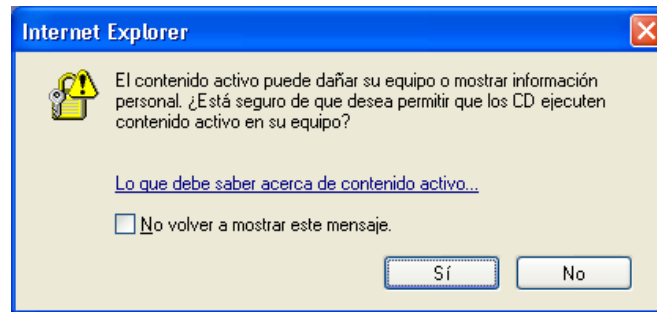 Internet Explorer
El contenido activo puede dañar su equipo o mostrar información
personal. ¿Está seguro de que desea permitir que los CD ejecuten
contenido activo en su equipo?
Lo que debe saber acerca de contenido activo...
No volver a mostrar este mensaje.
Sí
No